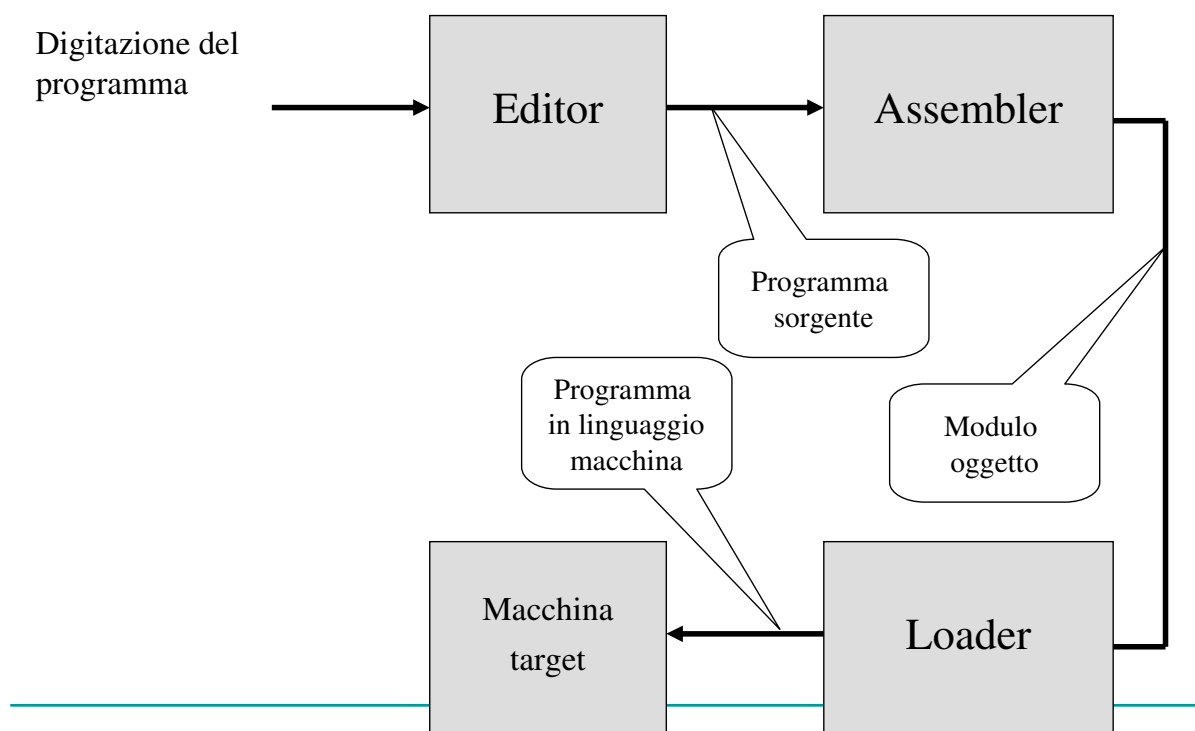 Digitazione del
programma
Editor
Assembler
Programma
sorgente
Programma
in linguaggio
macchina
Modulo
oggetto
Macchina
target
Loader